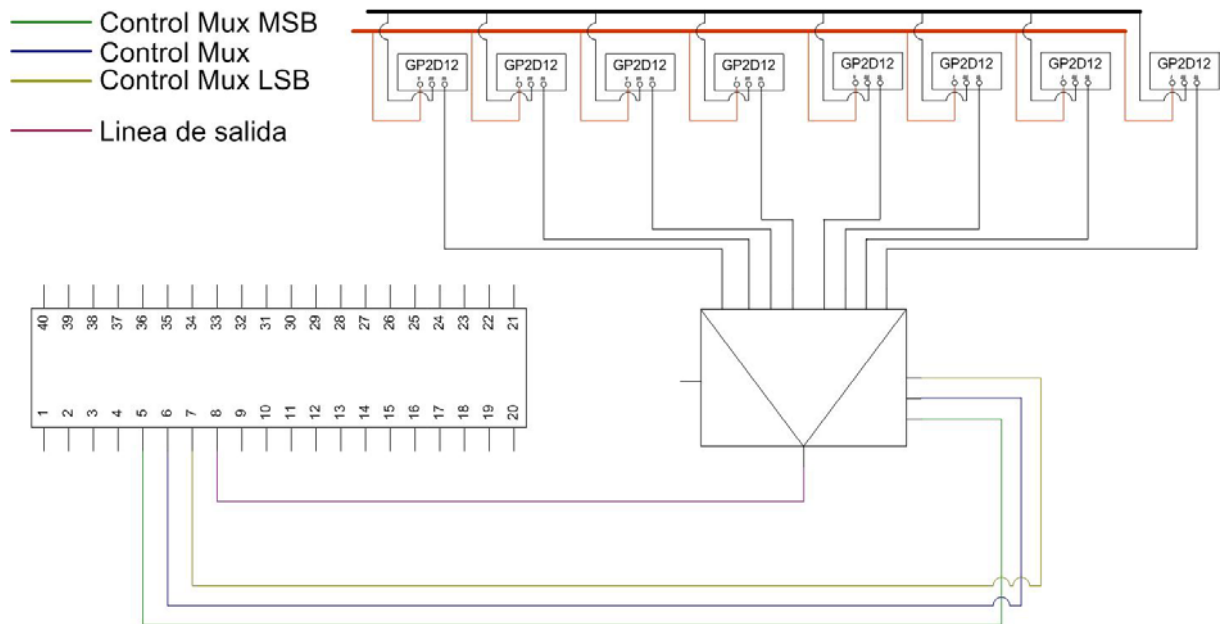 Control Mux MSB
Control Mux
Control Mux LSB
Linea de salida
GP2D12 GP2D12 GP2D12 GP2D12 GP2D12 GP2D12 GP2D12 GP2D12
40 39 38 37 36 35 34 33 32 31 30 29 28 27 26 25 24 23 22 21
1 2 3 4 5 6 7 8 9 10 11 12 13 14 15 16 17 18 19 20